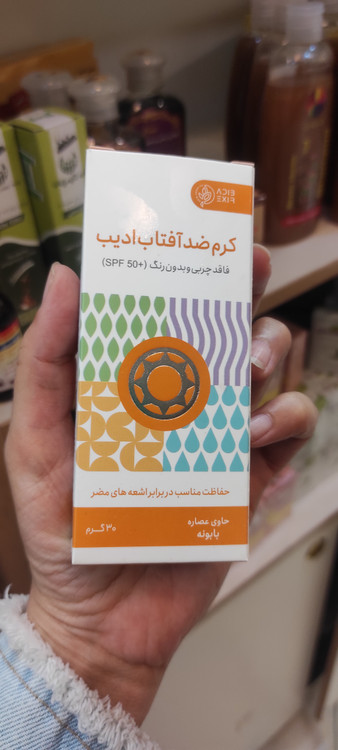 کرم ضد آفتاب ادیب
فاقد چربی و بدون رنگ (SPF 50+)
حفاظت مناسب در برابر اشعه های مضر
حاوی عصاره
بابونه
۳۰ گرم